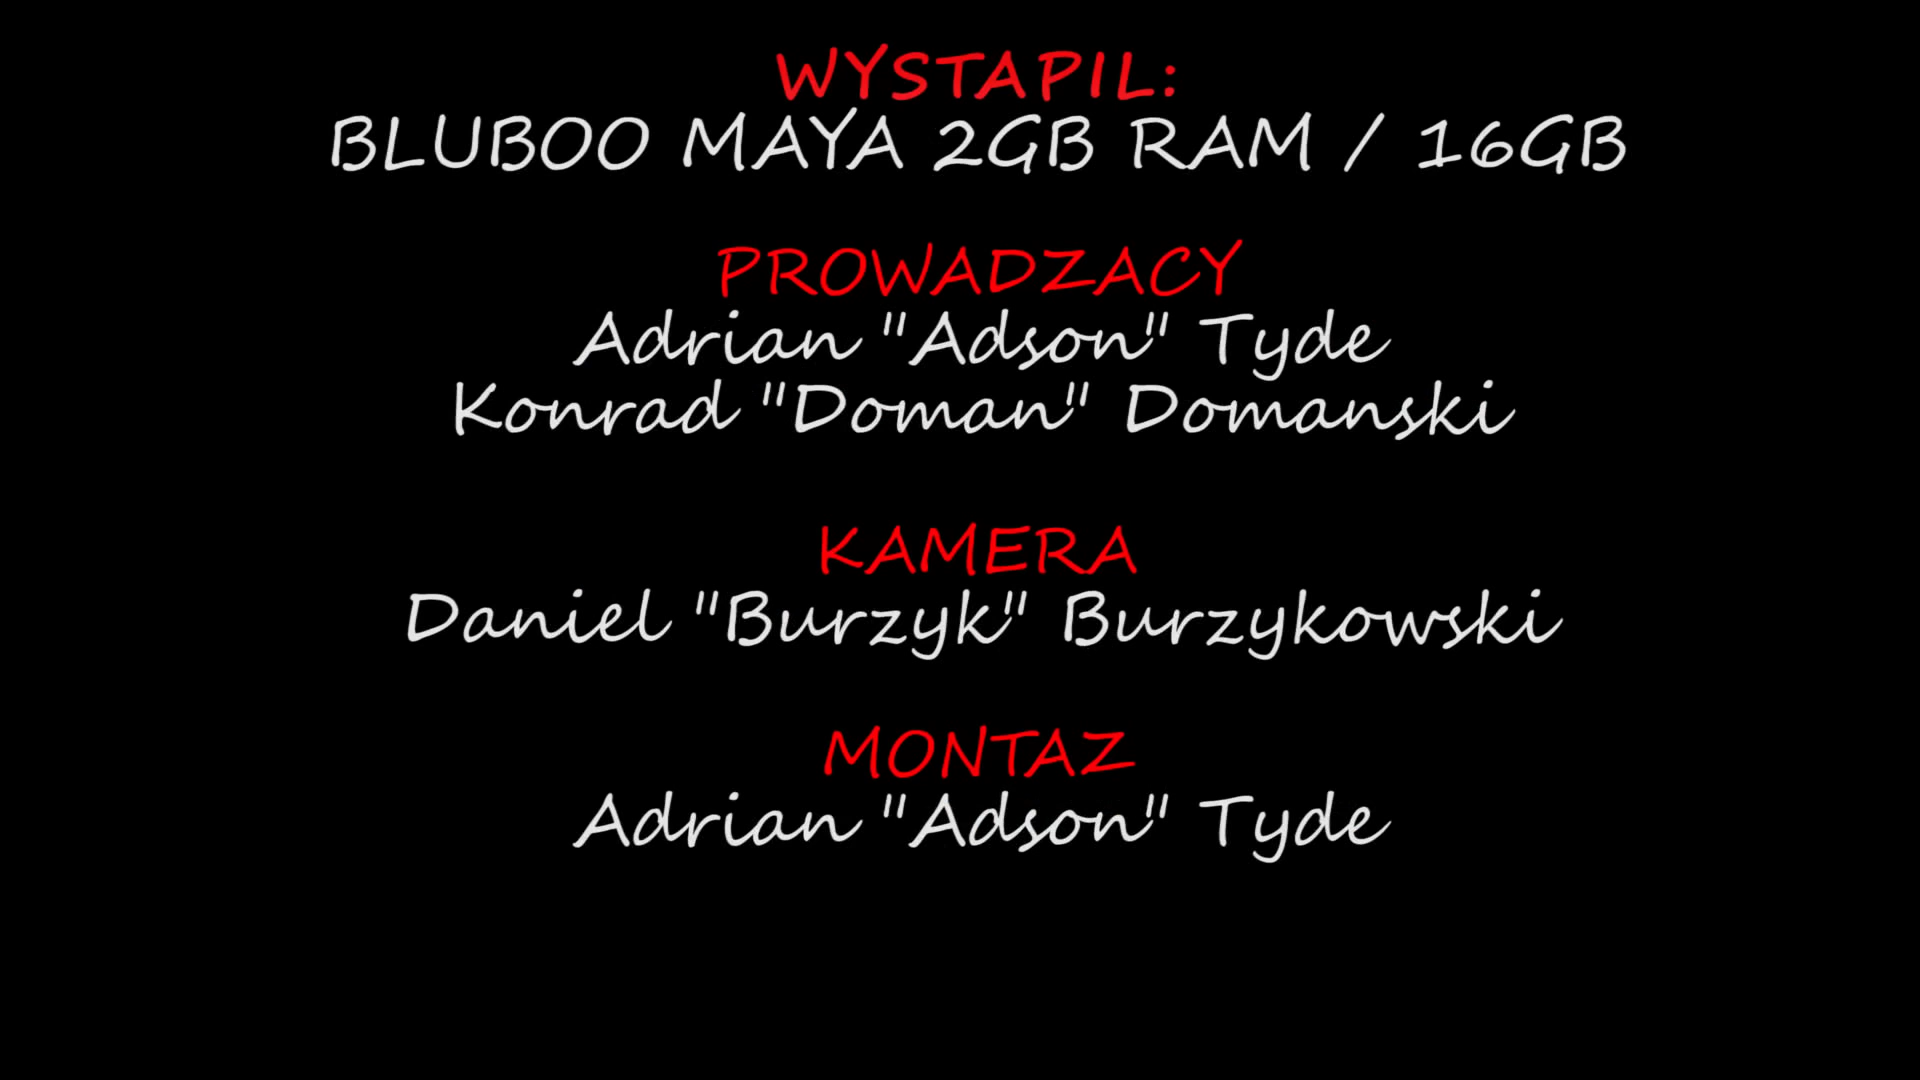 WYSTAPIL:
BLUBOO MAYA 2GB RAM / 16GB
PROWADZACY
Adrian "Adson" Tyde
Konrad "Doman" Domanski
KAMERA
Daniel "Burzyk" Burzykowski
MONTAZ
Adrian "Adson" Tyde